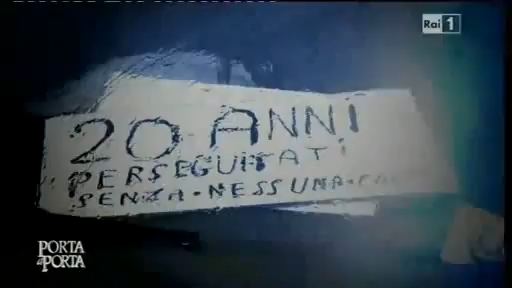 Rai 1
20 ANNI
PERSEGUITATI
SENZA·NESSUNA
PORTA
a PORTA